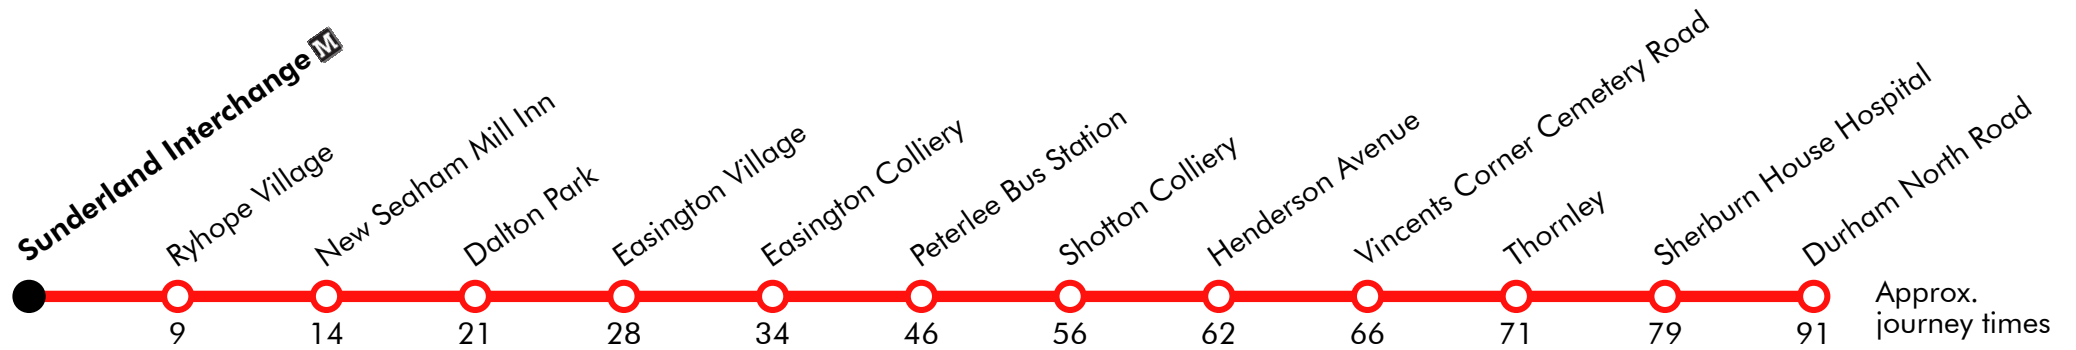 Sunderland Interchange M
Ryhope Village
New Seaham Mill Inn
Dalton Park
Easington Village
Easington Colliery
Peterlee Bus Station
Shotton Colliery
Henderson Avenue
Vincents Corner Cemetery Road
Thornley
Sherburn House Hospital
Durham North Road
9 14 21 28 34 46 56 62 66 71 79 91
Approx.
journey times